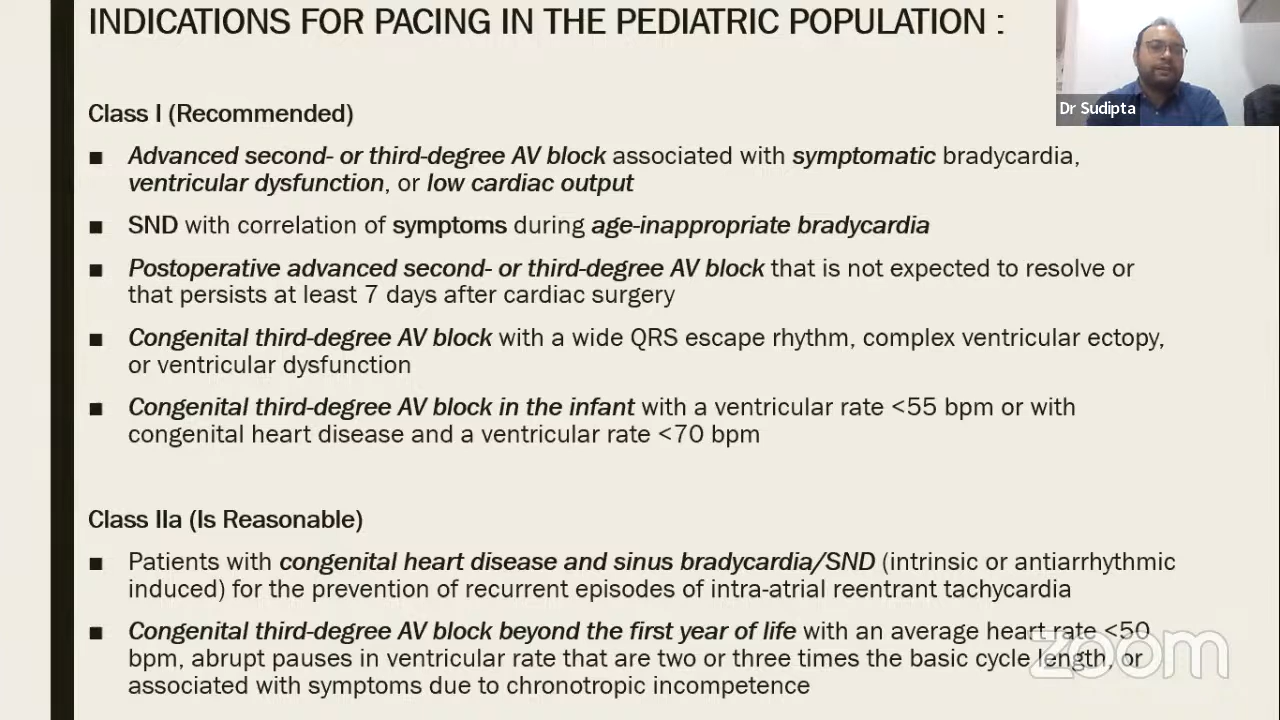 INDICATIONS FOR PACING IN THE PEDIATRIC POPULATION :
Dr Sudipta
Class I (Recommended)
■ Advanced second- or third-degree AV block associated with symptomatic bradycardia,
ventricular dysfunction, or low cardiac output
■ SND with correlation of symptoms during age-inappropriate bradycardia
■ Postoperative advanced second- or third-degree AV block that is not expected to resolve or
that persists at least 7 days after cardiac surgery
■ Congenital third-degree AV block with a wide QRS escape rhythm, complex ventricular ectopy,
or ventricular dysfunction
■ Congenital third-degree AV block in the infant with a ventricular rate <55 bpm or with
congenital heart disease and a ventricular rate <70 bpm
Class IIa (Is Reasonable)
■ Patients with congenital heart disease and sinus bradycardia/SND (intrinsic or antiarrhythmic
induced) for the prevention of recurrent episodes of intra-atrial reentrant tachycardia
■ Congenital third-degree AV block beyond the first year of life with an average heart rate <50
bpm, abrupt pauses in ventricular rate that are two or three times the basic cycle length, or
associated with symptoms due to chronotropic incompetence
zoom